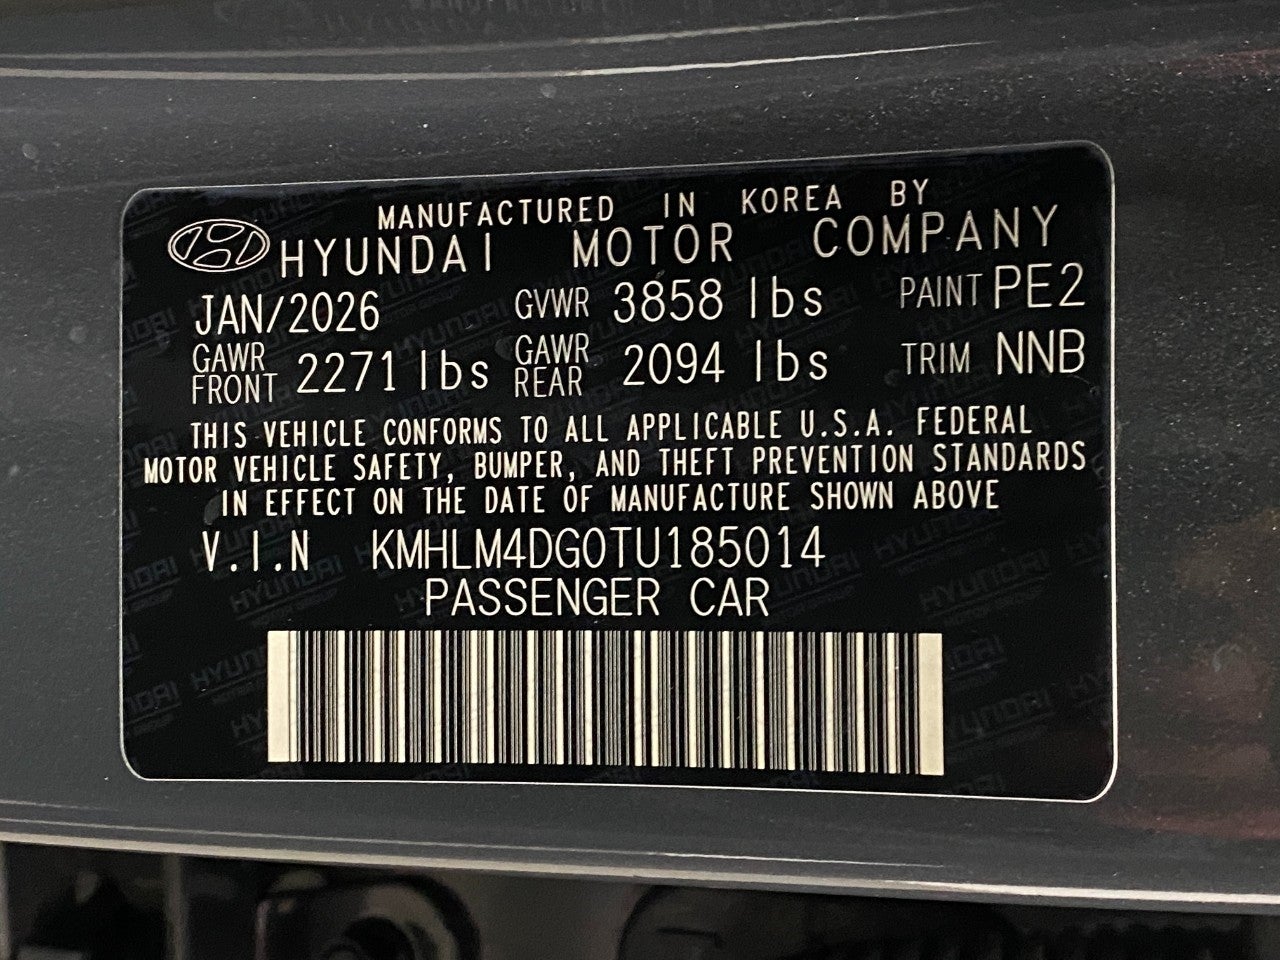 MANUFACTURED IN KOREA BY
HYUNDAI MOTOR COMPANY
JAN/2026 GVWR 3858 lbs PAINT PE2
GAWR FRONT 2271 lbs GAWR REAR 2094 lbs TRIM NNB
THIS VEHICLE CONFORMS TO ALL APPLICABLE U.S.A. FEDERAL
MOTOR VEHICLE SAFETY, BUMPER, AND THEFT PREVENTION STANDARDS
IN EFFECT ON THE DATE OF MANUFACTURE SHOWN ABOVE
V.I.N KMHLM4DG0TU185014
PASSENGER CAR